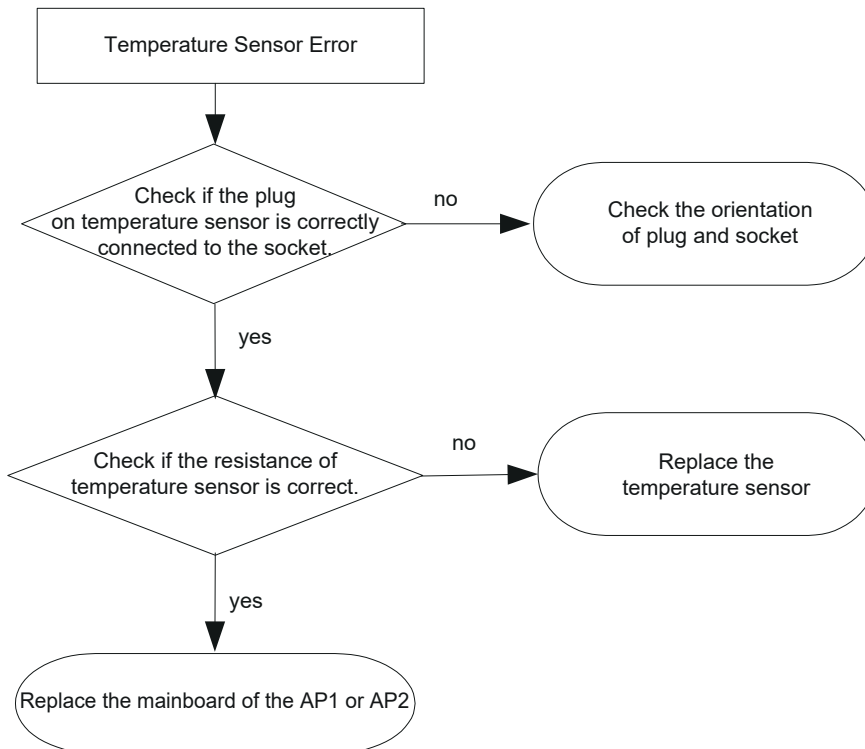 Temperature Sensor Error
Check if the plug
on temperature sensor is correctly
connected to the socket.
no
Check the orientation
of plug and socket
yes
Check if the resistance of
temperature sensor is correct.
no
Replace the
temperature sensor
yes
Replace the mainboard of the AP1 or AP2